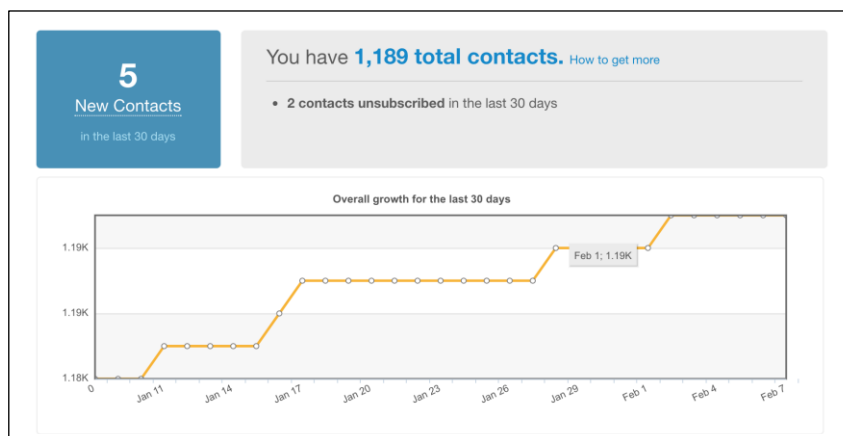 5
New Contacts
in the last 30 days
You have 1,189 total contacts. How to get more
• 2 contacts unsubscribed in the last 30 days
Overall growth for the last 30 days
1.19K
Feb 1; 1.19K
1.19K
1.18K
0 Jan 11 Jan 14 Jan 17 Jan 20 Jan 23 Jan 26 Jan 29 Feb 1 Feb 4 Feb 7